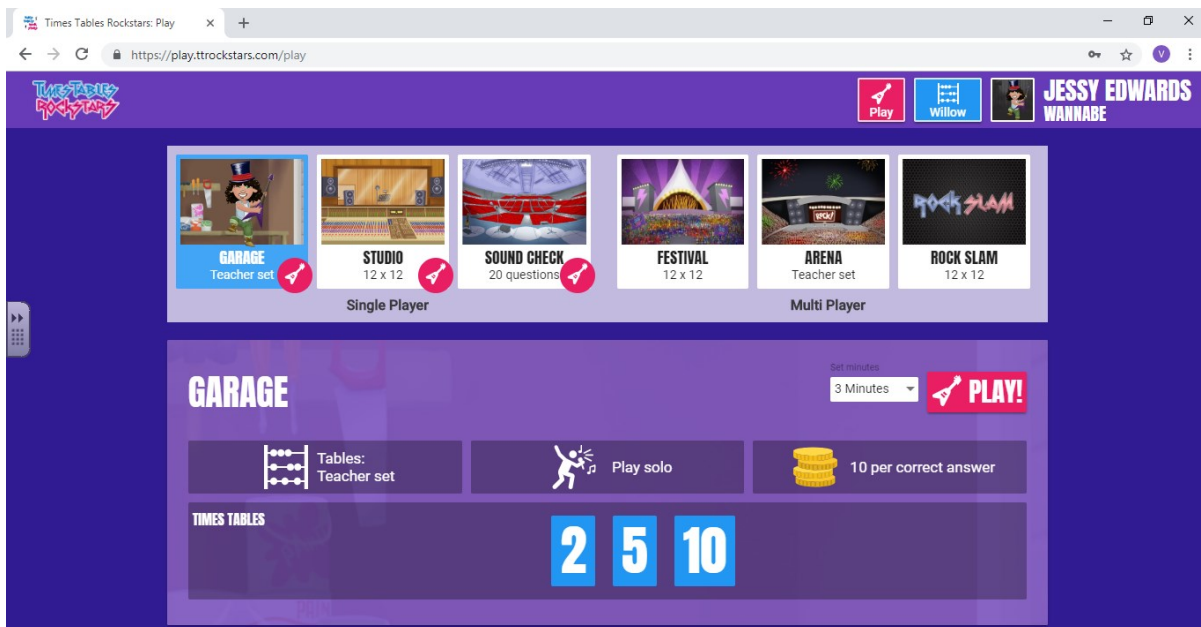 Times Tables Rockstars: Play
https://play.ttrockstars.com/play
V
TIMES TABLES
ROCKSTARS
Play
Willow
JESSY EDWARDS
WANNABE
ROCK!
ROCK SLAM
GARAGE
Teacher set
STUDIO
12 x 12
SOUND CHECK
20 questions
FESTIVAL
12 x 12
ARENA
Teacher set
ROCK SLAM
12 x 12
Single Player
Multi Player
GARAGE
Set minutes
3 Minutes
PLAY!
Tables:
Teacher set
Play solo
10 per correct answer
TIMES TABLES
2 5 10